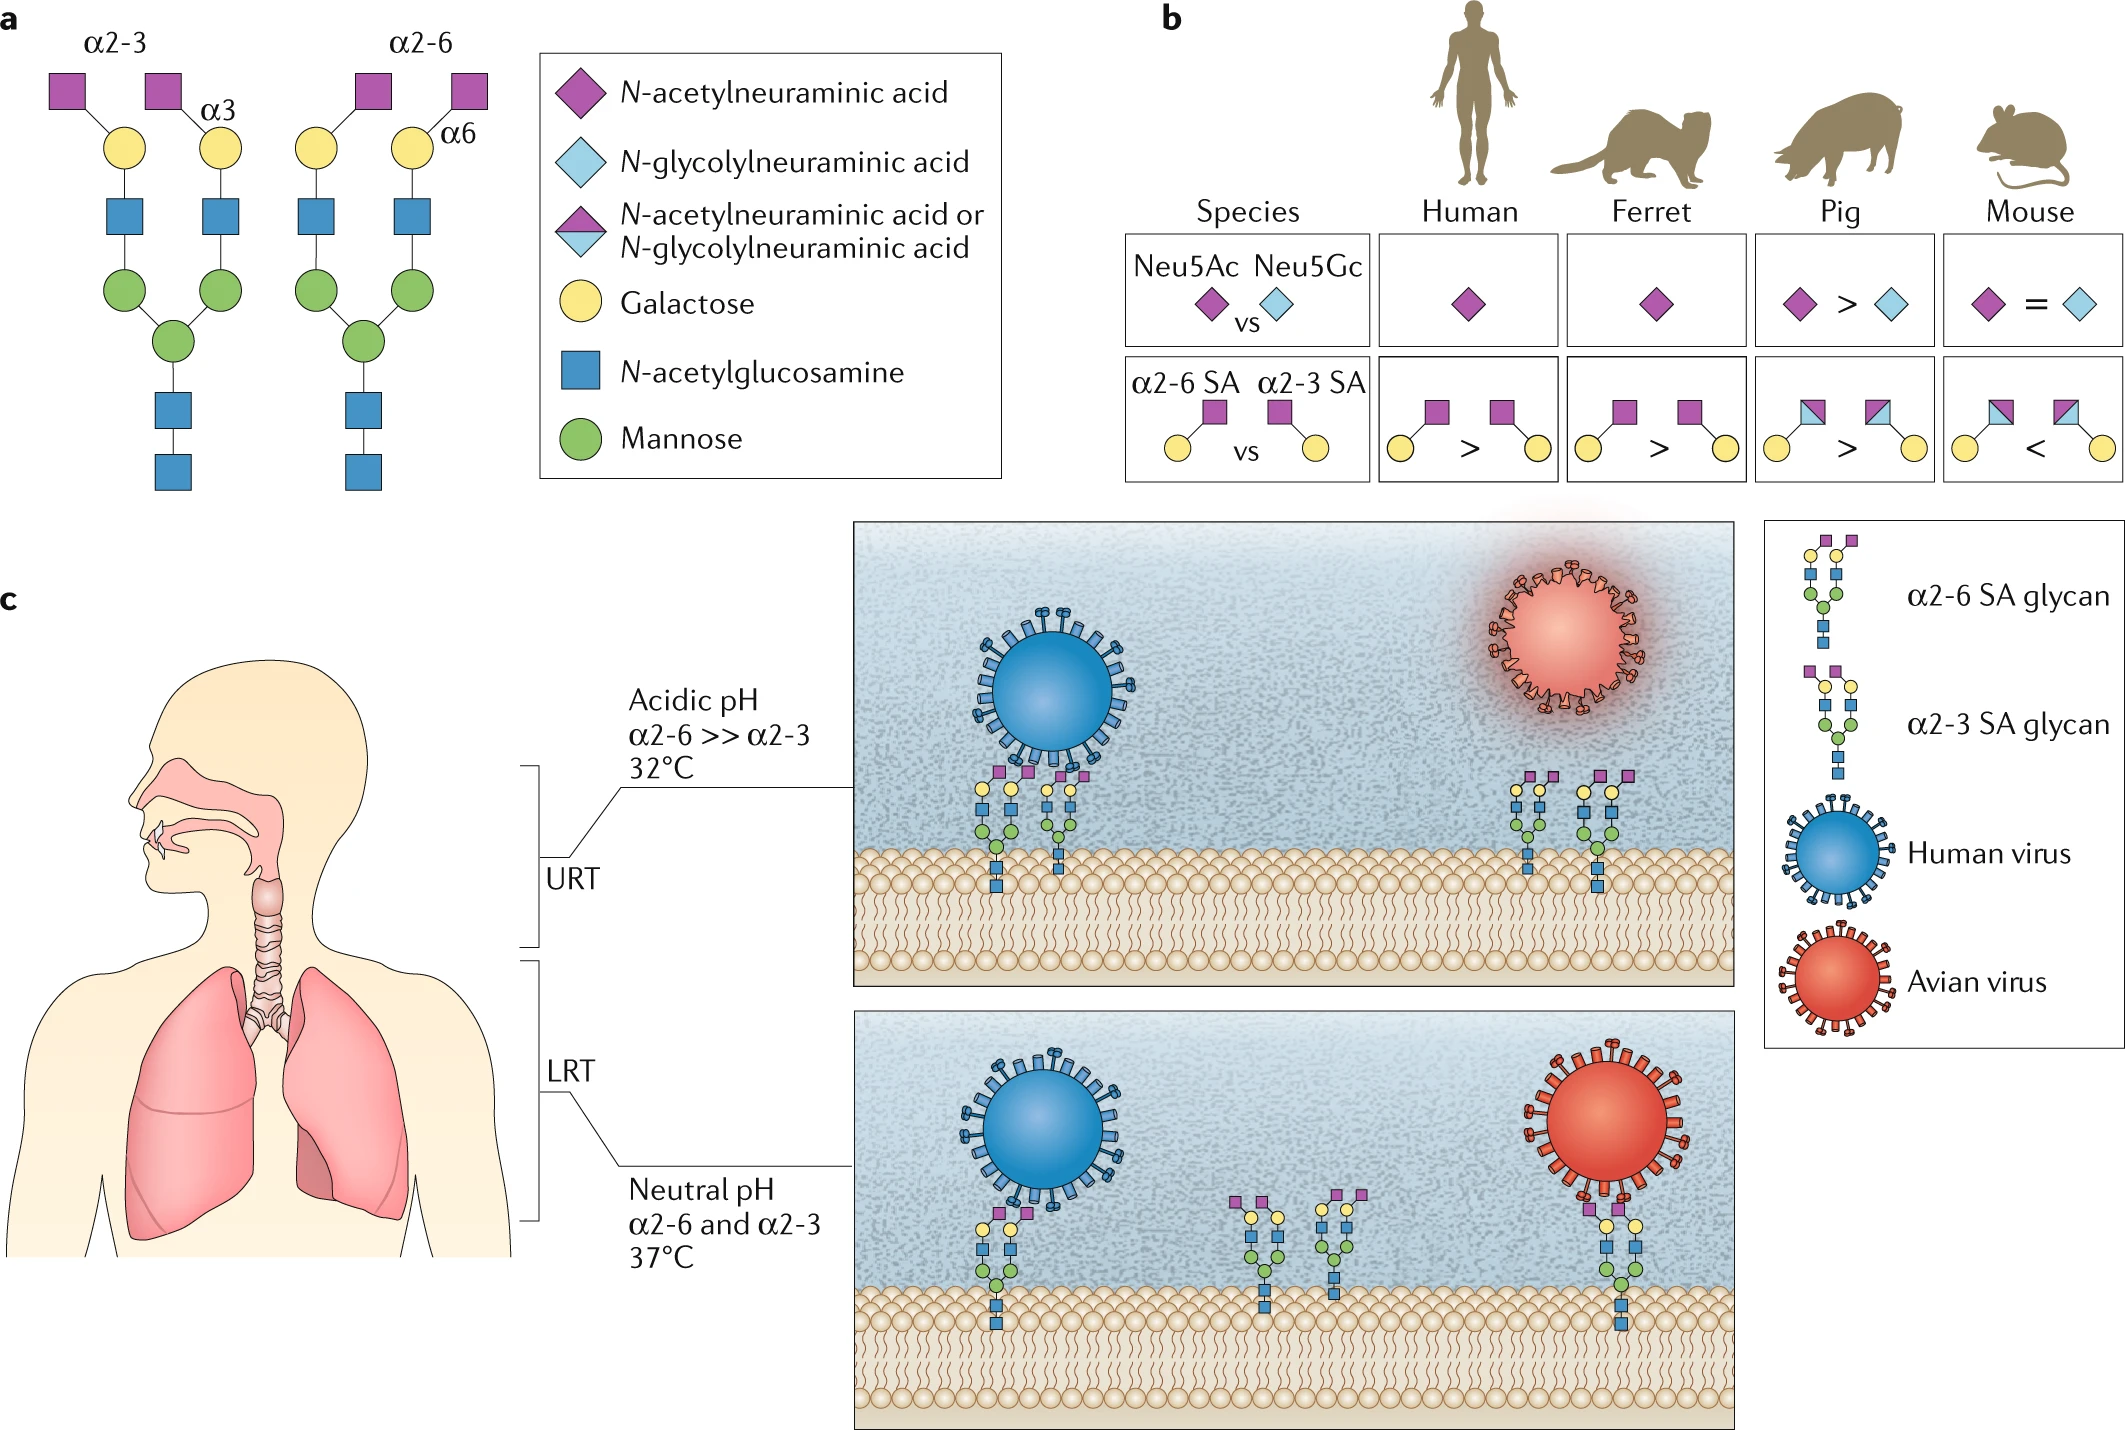 a
α2-3
α2-6
α3
α6
N-acetylneuraminic acid
N-glycolylneuraminic acid
N-acetylneuraminic acid or
N-glycolylneuraminic acid
Galactose
N-acetylglucosamine
Mannose
b
Species
Human
Ferret
Pig
Mouse
Neu5Ac Neu5Gc
vs
>
=
α2-6 SA α2-3 SA
vs
>
>
>
<
c
Acidic pH
α2-6 >> α2-3
32°C
URT
LRT
Neutral pH
α2-6 and α2-3
37°C
α2-6 SA glycan
α2-3 SA glycan
Human virus
Avian virus